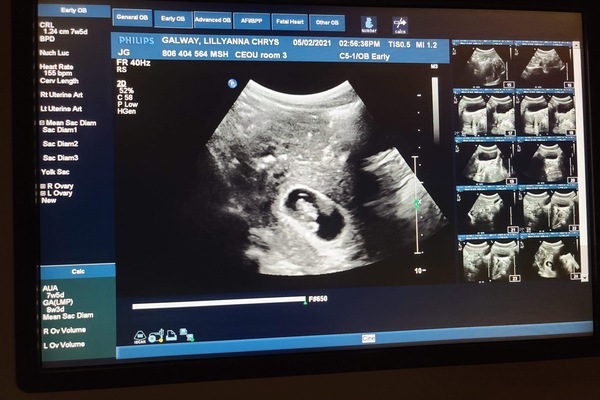 Early OB
General OB
Early OB
Advanced OB
AFI/BPP
Fetal Heart
Other OB
PHILIPS
GALWAY, LILLYANNA CHRYS
05/02/2021
02:56:36PM
TIS0.5
MI 1.2
JG
806 404 564 MSH
CEOU room 3
C5-1/OB Early
CRL
1.24 cm 7w5d
BPD
Nuch Luc
Heart Rate
155 bpm
Cerv Length
Rt Uterine Art
Lt Uterine Art
Mean Sac Diam
Sac Diam1
Sac Diam2
Sac Diam3
Yolk Sac
R Ovary
L Ovary
New
Calc
AUA
7w5d
GA(LMP)
8w3d
Mean Sac Diam
R Ov Volume
L Ov Volume
FR 40Hz
RS
2D
52%
C 58
P Low
HGen
M3
10
F#650
Cine